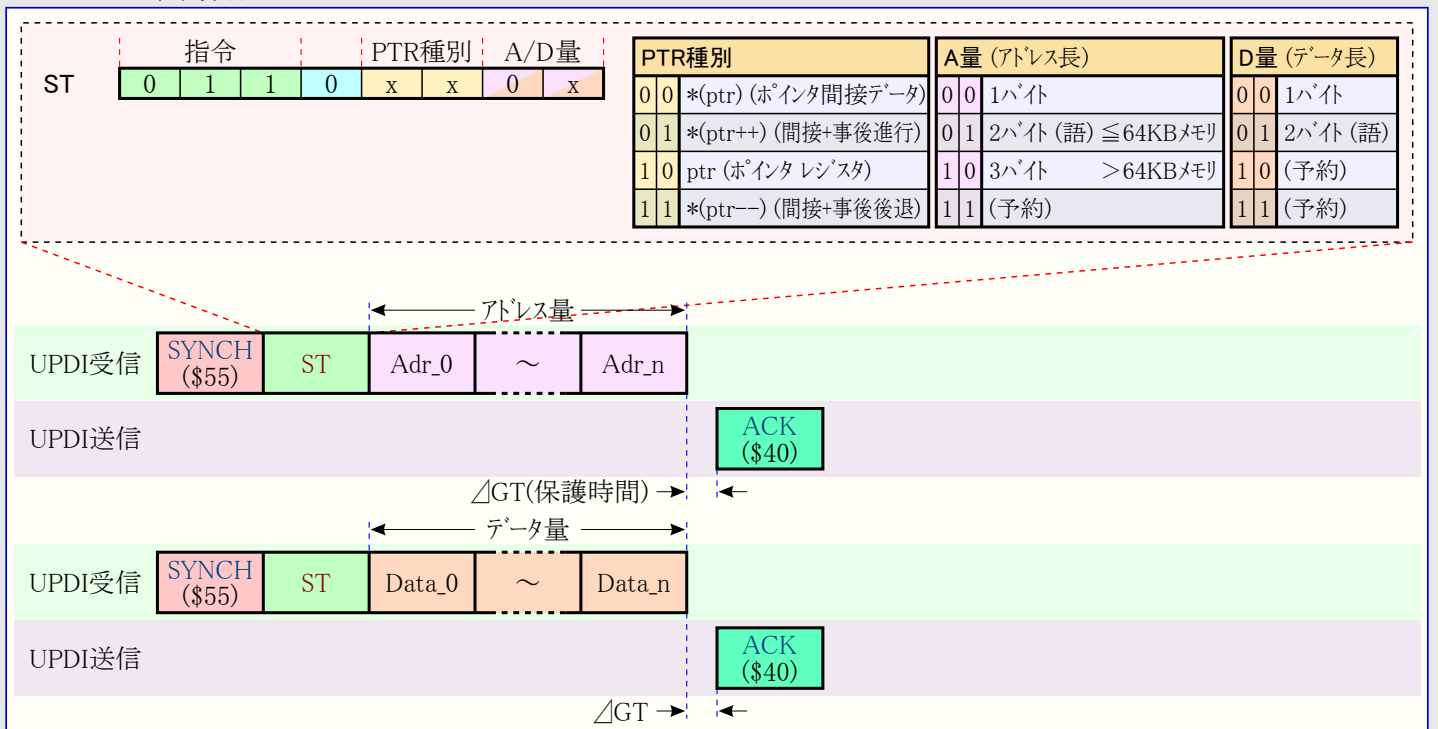 指令 PTR種別 A/D量
ST 0 1 1 0 x x 0 x
PTR種別
0 0 *(ptr) (ポインタ間接データ)
0 1 *(ptr++) (間接+事後進行)
1 0 ptr (ポインタ レジスタ)
1 1 *(ptr−−) (間接+事後後退)
A量 (アドレス長)
0 0 1バイト
0 1 2バイト (語) ≦64KBメモリ
1 0 3バイト >64KBメモリ
1 1 (予約)
D量 (データ長)
0 0 1バイト
0 1 2バイト (語)
1 0 (予約)
1 1 (予約)
アドレス量
UPDI受信 SYNCH ($55) ST Adr_0 ～ Adr_n
UPDI送信 ACK ($40)
⊿GT(保護時間)
データ量
UPDI受信 SYNCH ($55) ST Data_0 ～ Data_n
UPDI送信 ACK ($40)
⊿GT